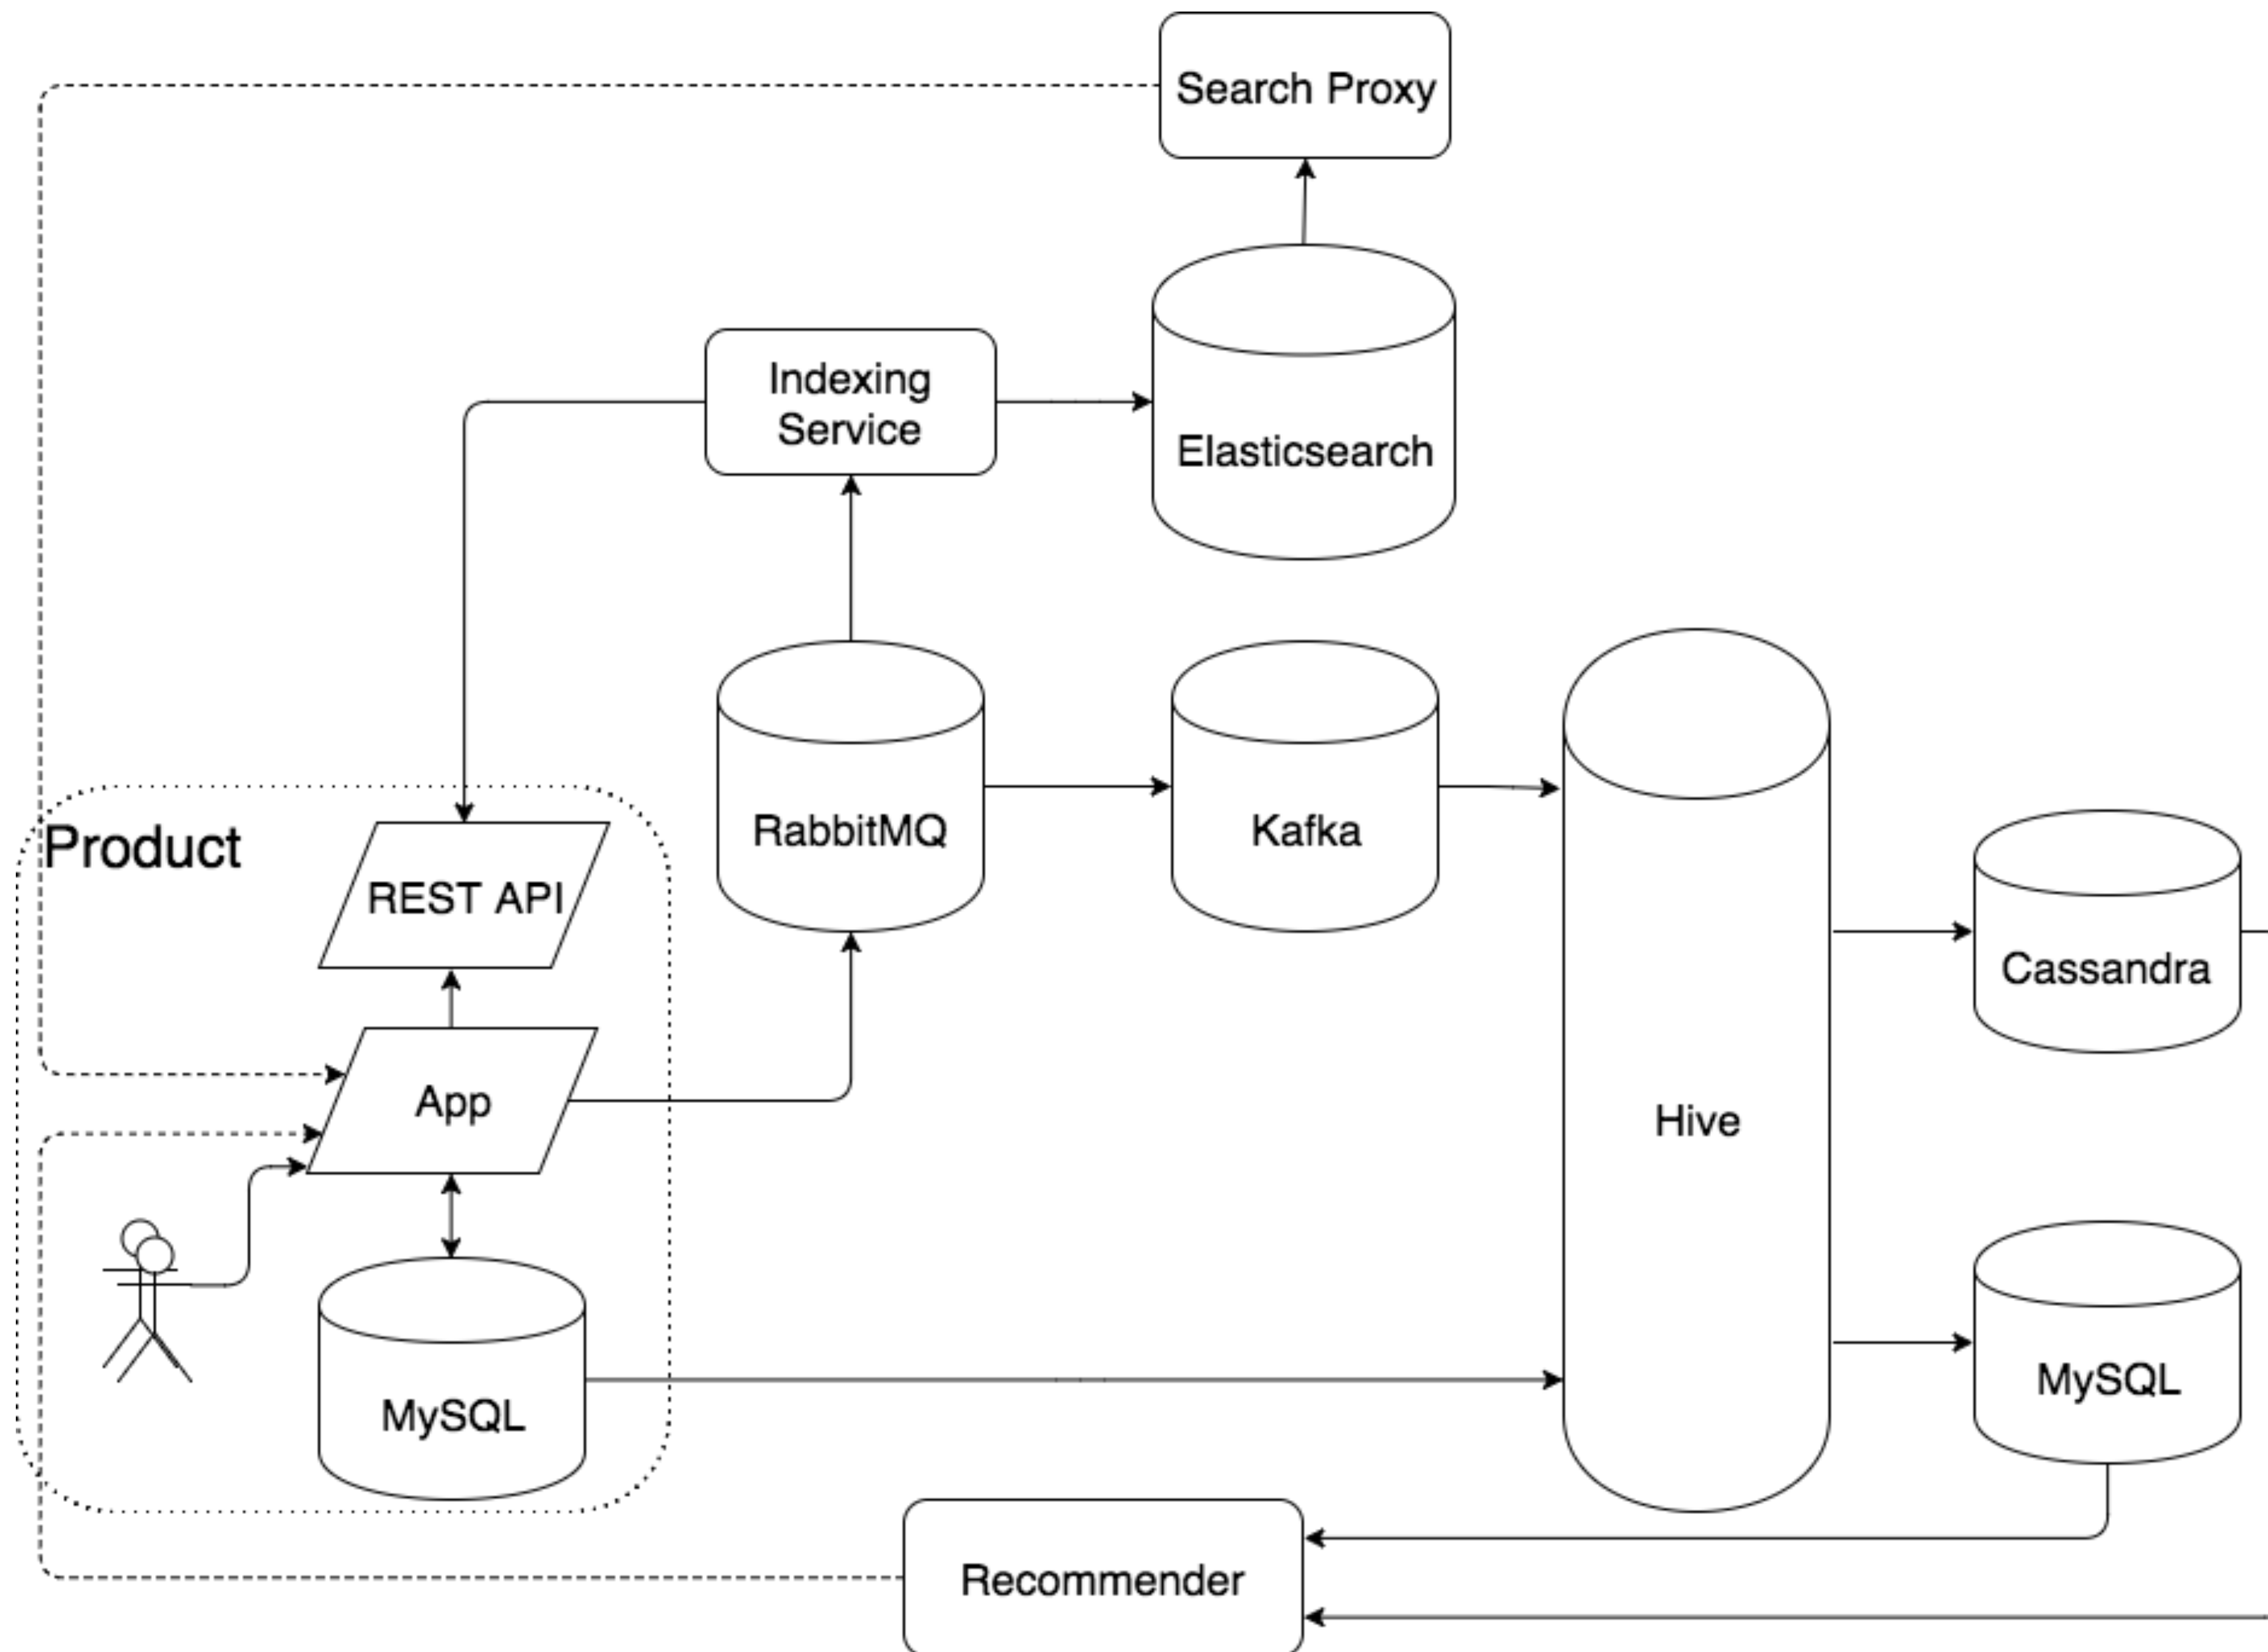 Search Proxy
Indexing
Service
Elasticsearch
Product
REST API
RabbitMQ
Kafka
Cassandra
App
Hive
MySQL
MySQL
Recommender